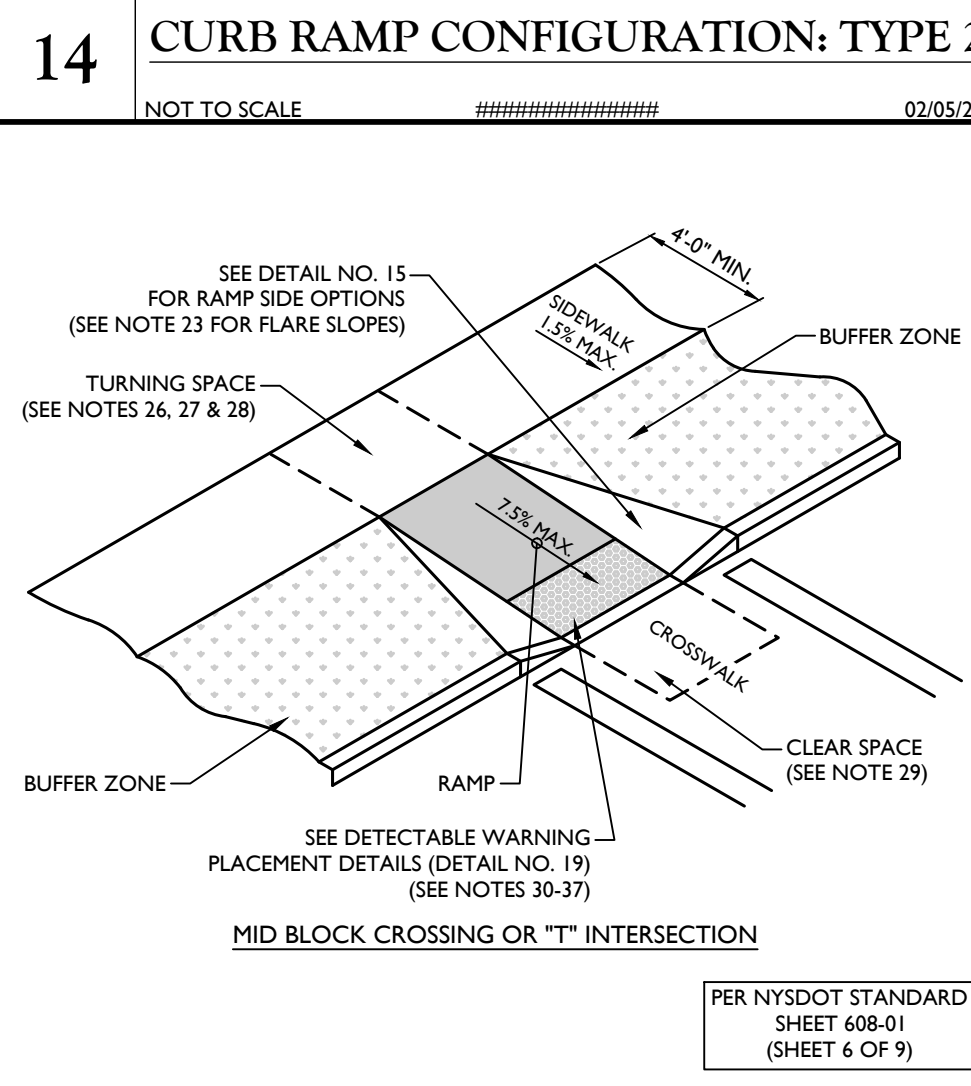 14
CURB RAMP CONFIGURATION: TYPE 2
NOT TO SCALE
################
02/05/2
4'-0" MIN.
SEE DETAIL NO. 15
FOR RAMP SIDE OPTIONS
(SEE NOTE 23 FOR FLARE SLOPES)
SIDEWALK
1.5% MAX.
BUFFER ZONE
TURNING SPACE
(SEE NOTES 26, 27 & 28)
7.5% MAX.
CROSSWALK
CLEAR SPACE
(SEE NOTE 29)
BUFFER ZONE
RAMP
SEE DETECTABLE WARNING
PLACEMENT DETAILS (DETAIL NO. 19)
(SEE NOTES 30-37)
MID BLOCK CROSSING OR "T" INTERSECTION
PER NYSDOT STANDARD
SHEET 608-01
(SHEET 6 OF 9)